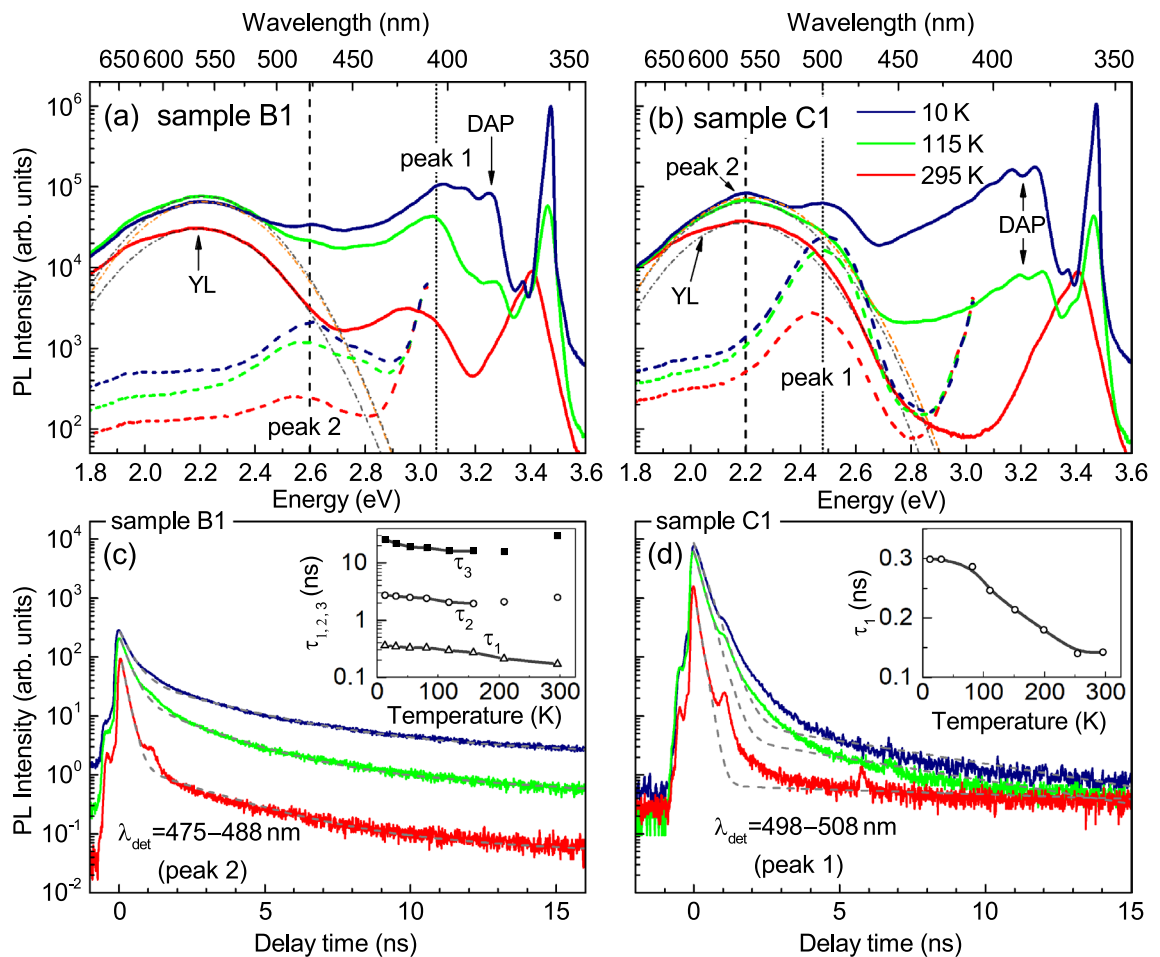 Wavelength (nm)
650 600 550 500 450 400 350
Wavelength (nm)
650 600 550 500 450 400 350
(a) sample B1
DAP
peak 1
YL
peak 2
10⁶
10⁵
10⁴
10³
10²
PL Intensity (arb. units)
1.8 2.0 2.2 2.4 2.6 2.8 3.0 3.2 3.4 3.6
Energy (eV)
(b) sample C1
10 K
115 K
295 K
peak 2
DAP
YL
peak 1
1.8 2.0 2.2 2.4 2.6 2.8 3.0 3.2 3.4 3.6
Energy (eV)
sample B1
(c)
10⁴
10³
10²
10¹
10⁰
10⁻¹
10⁻²
PL Intensity (arb. units)
τ₁,₂,₃ (ns)
10
1
0.1
τ₃
τ₂
τ₁
0 100 200 300
Temperature (K)
λdet=475–488 nm
(peak 2)
0 5 10 15
Delay time (ns)
sample C1
(d)
τ₁ (ns)
0.3
0.2
0.1
0 100 200 300
Temperature (K)
λdet=498–508 nm
(peak 1)
0 5 10 15
Delay time (ns)